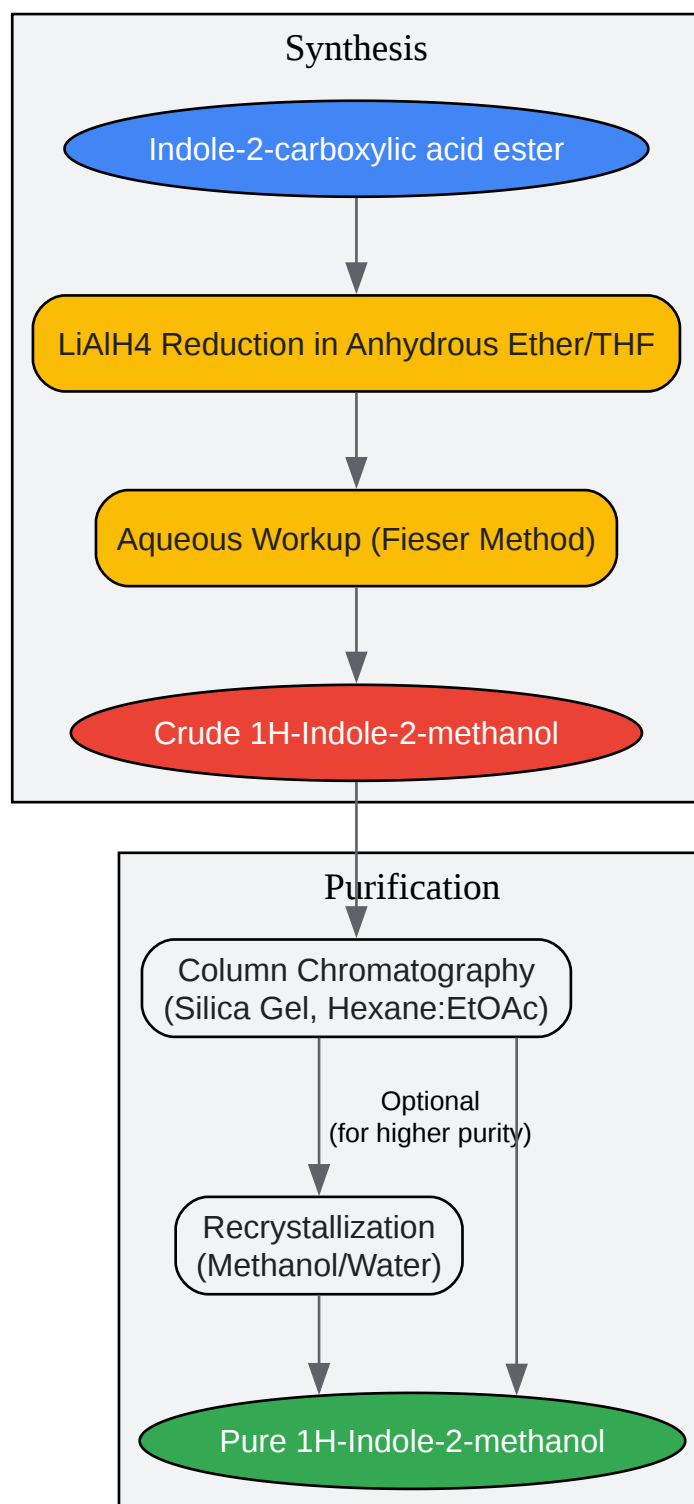 Synthesis
Indole-2-carboxylic acid ester
LiAlH4 Reduction in Anhydrous Ether/THF
Aqueous Workup (Fieser Method)
Crude 1H-Indole-2-methanol
Purification
Column Chromatography
(Silica Gel, Hexane:EtOAc)
Optional
(for higher purity)
Recrystallization
(Methanol/Water)
Pure 1H-Indole-2-methanol